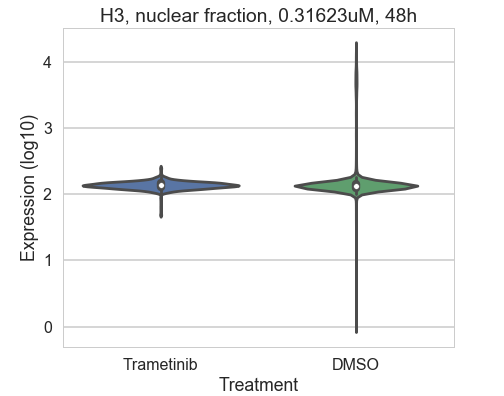 H3, nuclear fraction, 0.31623uM, 48h
Expression (log10)
4
3
2
1
0
Trametinib
DMSO
Treatment